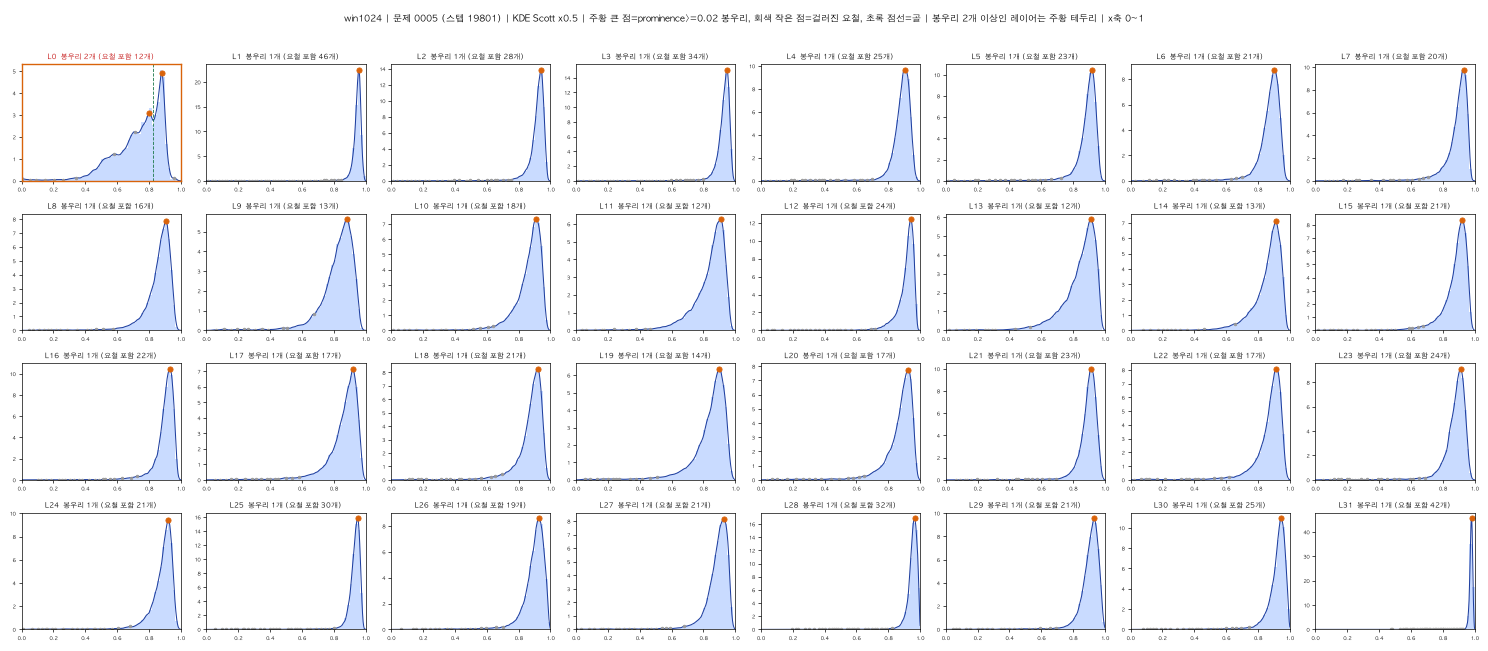 win1024 | 문제 0005 (스텝 19801) | KDE Scott x0.5 | 주황 큰 점=prominence>=0.02 봉우리, 회색 작은 점=걸러진 요철, 초록 점선=골 | 봉우리 2개 이상인 레이어는 주황 테두리 | x축 0~1
L0 봉우리 2개 (요철 포함 12개)
L1 봉우리 1개 (요철 포함 46개)
L2 봉우리 1개 (요철 포함 28개)
L3 봉우리 1개 (요철 포함 34개)
L4 봉우리 1개 (요철 포함 25개)
L5 봉우리 1개 (요철 포함 23개)
L6 봉우리 1개 (요철 포함 21개)
L7 봉우리 1개 (요철 포함 20개)
L8 봉우리 1개 (요철 포함 16개)
L9 봉우리 1개 (요철 포함 13개)
L10 봉우리 1개 (요철 포함 18개)
L11 봉우리 1개 (요철 포함 12개)
L12 봉우리 1개 (요철 포함 24개)
L13 봉우리 1개 (요철 포함 12개)
L14 봉우리 1개 (요철 포함 13개)
L15 봉우리 1개 (요철 포함 21개)
L16 봉우리 1개 (요철 포함 22개)
L17 봉우리 1개 (요철 포함 17개)
L18 봉우리 1개 (요철 포함 21개)
L19 봉우리 1개 (요철 포함 14개)
L20 봉우리 1개 (요철 포함 17개)
L21 봉우리 1개 (요철 포함 23개)
L22 봉우리 1개 (요철 포함 17개)
L23 봉우리 1개 (요철 포함 24개)
L24 봉우리 1개 (요철 포함 21개)
L25 봉우리 1개 (요철 포함 30개)
L26 봉우리 1개 (요철 포함 19개)
L27 봉우리 1개 (요철 포함 21개)
L28 봉우리 1개 (요철 포함 32개)
L29 봉우리 1개 (요철 포함 21개)
L30 봉우리 1개 (요철 포함 25개)
L31 봉우리 1개 (요철 포함 42개)